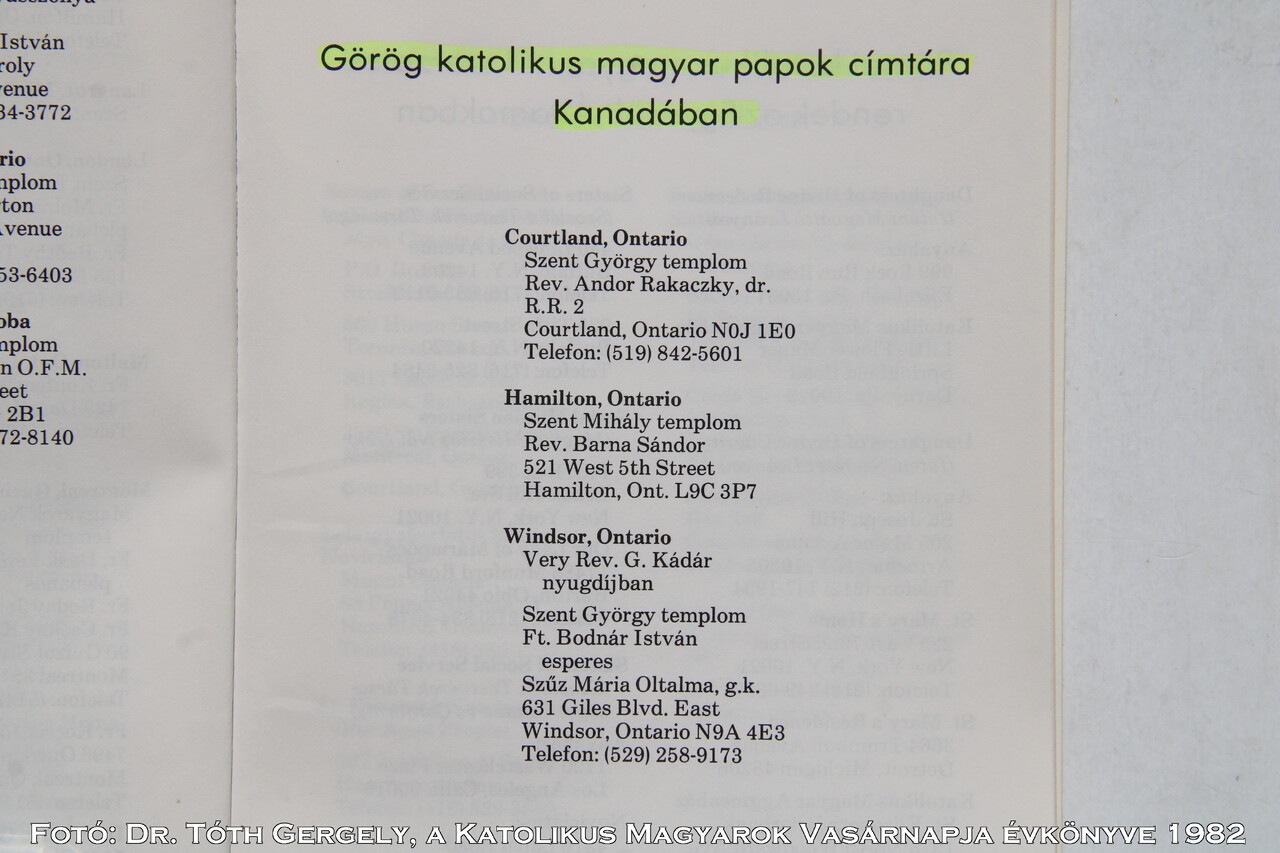 István
roly
venue
34-3772
rio
mplom
ton
Avenue
53-6403
oba
mplom
n O.F.M.
eet
2B1
72-8140
Görög katolikus magyar papok címtára
Kanadában
Courtland, Ontario
Szent György templom
Rev. Andor Rakaczky, dr.
R.R. 2
Courtland, Ontario N0J 1E0
Telefon: (519) 842-5601
Hamilton, Ontario
Szent Mihály templom
Rev. Barna Sándor
521 West 5th Street
Hamilton, Ont. L9C 3P7
Windsor, Ontario
Very Rev. G. Kádár
nyugdíjban
Szent György templom
Ft. Bodnár István
esperes
Szűz Mária Oltalma, g.k.
631 Giles Blvd. East
Windsor, Ontario N9A 4E3
Telefon: (529) 258-9173
Fotó: Dr. Tóth Gergely, a Katolikus Magyarok Vasárnapja évkönyve 1982